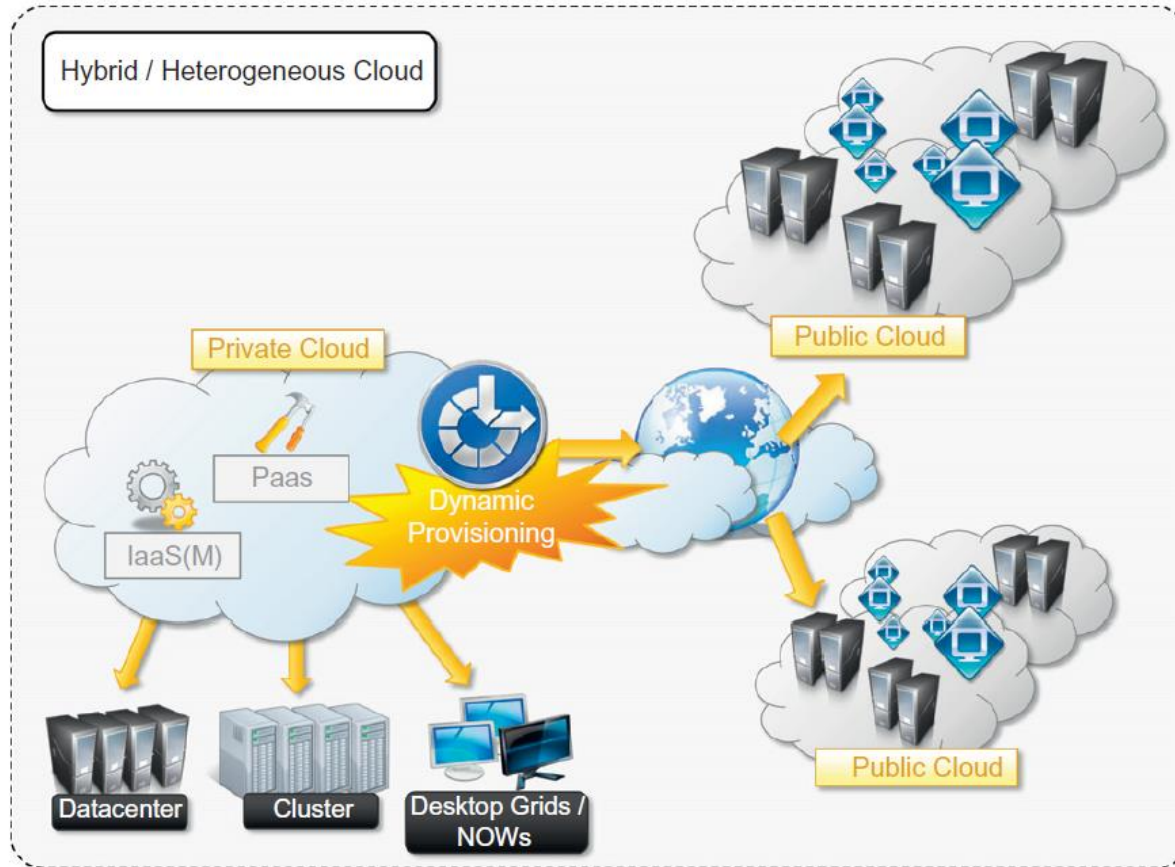 Hybrid / Heterogeneous Cloud
Public Cloud
Private Cloud
Paas
IaaS(M)
Dynamic
Provisioning
Public Cloud
Datacenter
Cluster
Desktop Grids /
NOWs